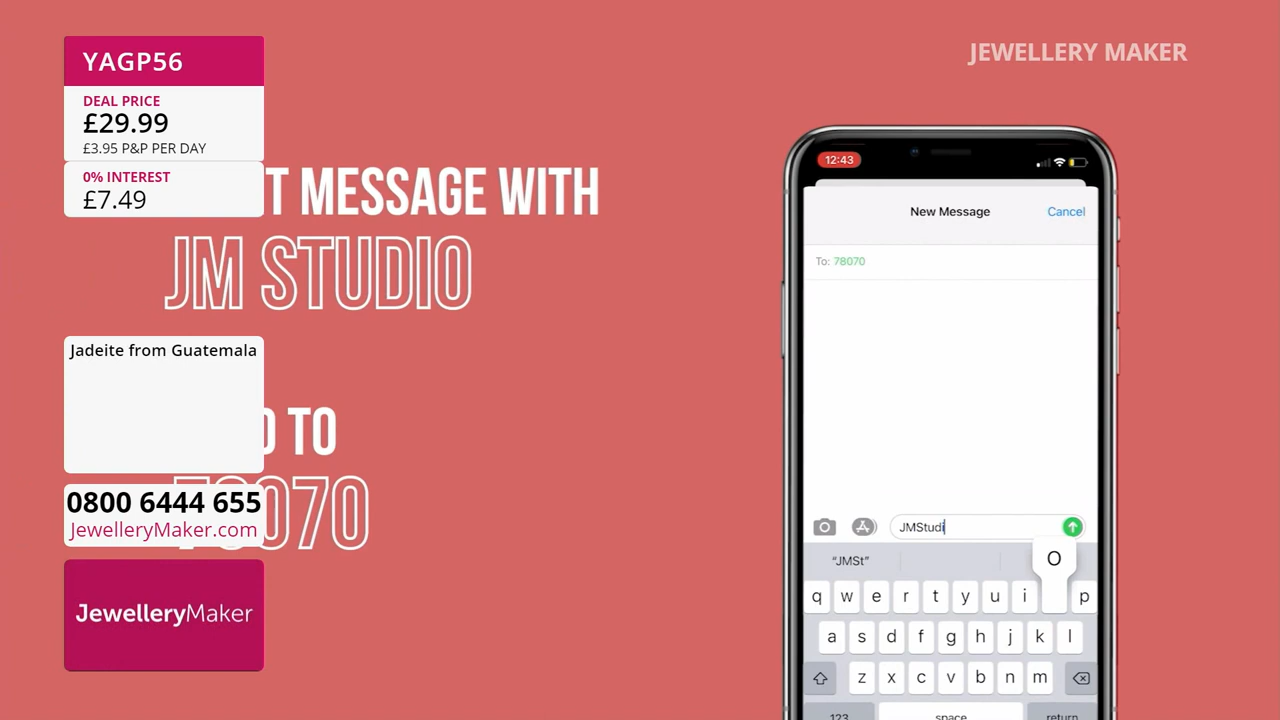 YAGP56
DEAL PRICE
£29.99
£3.95 P&P PER DAY
0% INTEREST
£7.49
JEWELLERY MAKER
T MESSAGE WITH
JM STUDIO
Jadeite from Guatemala
TO
78070
0800 6444 655
JewelleryMaker.com
JewelleryMaker
12:43
New Message
Cancel
To: 78070
JMStudi
"JMSt"
O
q w e r t y u i p
a s d f g h j k l
z x c v b n m
123 space return